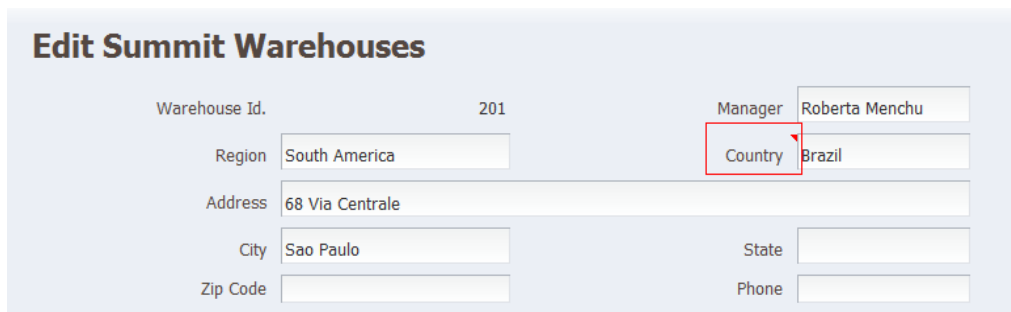 Edit Summit Warehouses
Warehouse Id. 201 Manager Roberta Menchu
Region South America Country Brazil
Address 68 Via Centrale
City Sao Paulo State
Zip Code Phone